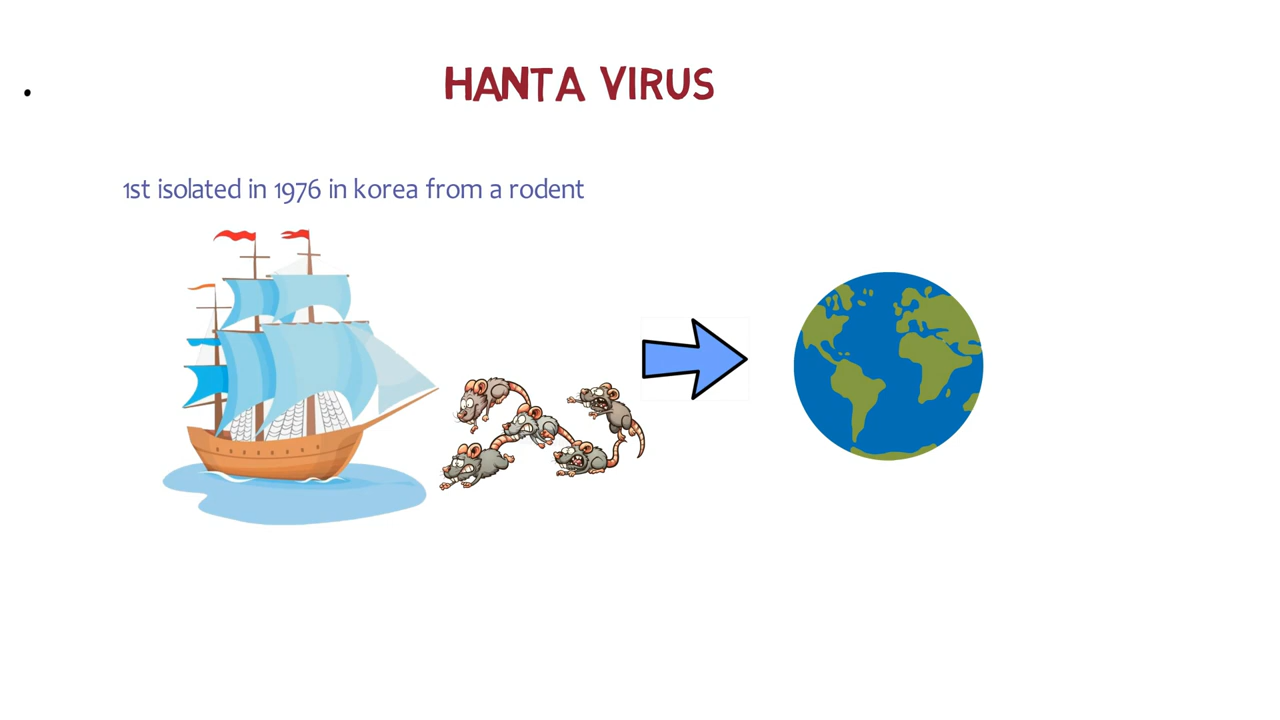 HANTA VIRUS
.
1st isolated in 1976 in korea from a rodent